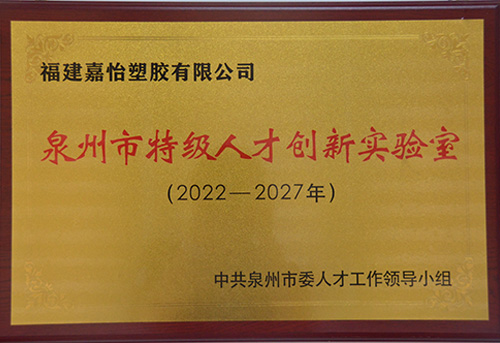 福建嘉怡塑胶有限公司
泉州市特级人才创新实验室
(2022—2027年)
中共泉州市委人才工作领导小组